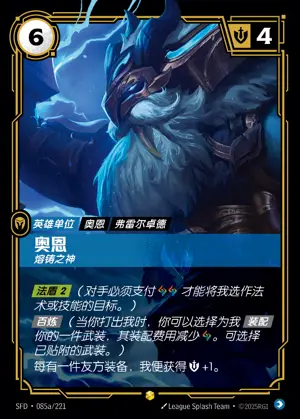 6
4
英雄单位 奥恩 弗雷尔卓德
奥恩
熔铸之神
法盾 2 (对手必须支付 才能将我选作法
术或技能的目标。)
百炼 (当你打出我时,你可以选择为我 装配
你的一件武装,其装配费用减少 。可选择
已贴附的武装。)
每有一件友方装备,我便获得 +1。
SFD • 085a/221
League Splash Team
©2025RGI